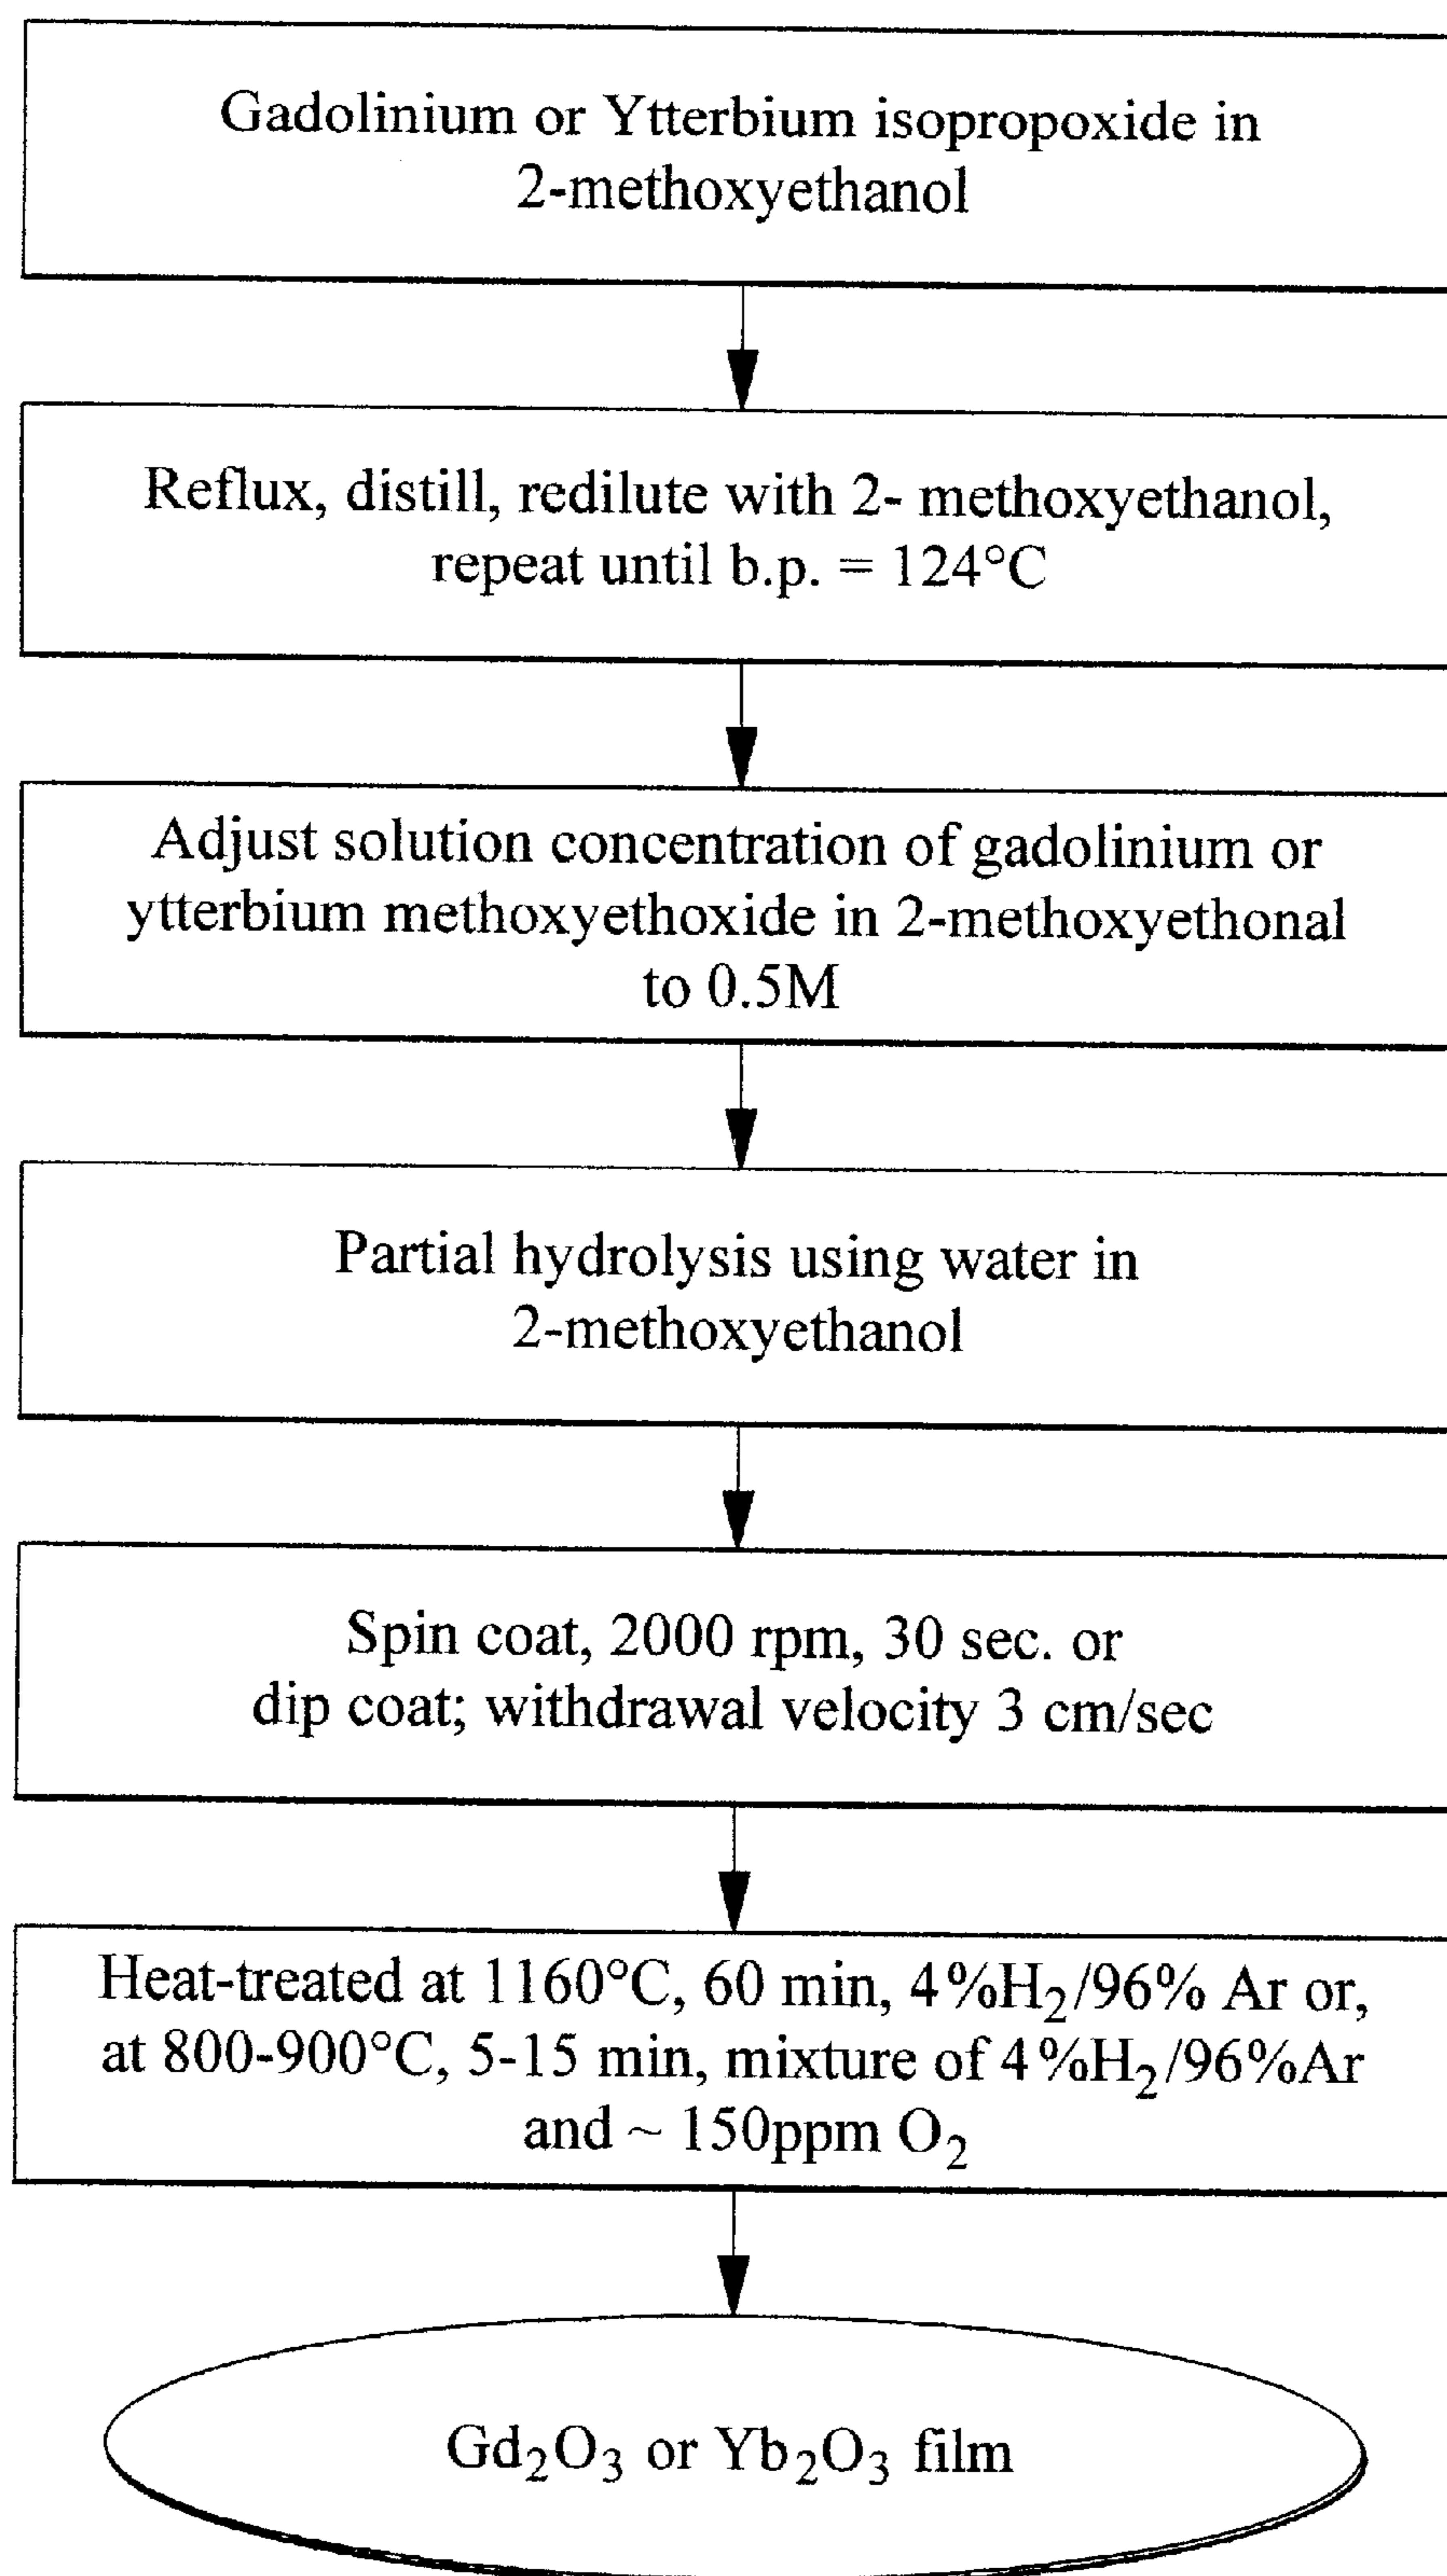 Gadolinium or Ytterbium isopropoxide in
2-methoxyethanol
Reflux, distill, redilute with 2- methoxyethanol,
repeat until b.p. = 124°C
Adjust solution concentration of gadolinium or
ytterbium methoxyethoxide in 2-methoxyethonal
to 0.5M
Partial hydrolysis using water in
2-methoxyethanol
Spin coat, 2000 rpm, 30 sec. or
dip coat; withdrawal velocity 3 cm/sec
Heat-treated at 1160°C, 60 min, 4%H₂/96% Ar or,
at 800-900°C, 5-15 min, mixture of 4%H₂/96%Ar
and ~ 150ppm O₂
Gd₂O₃ or Yb₂O₃ film